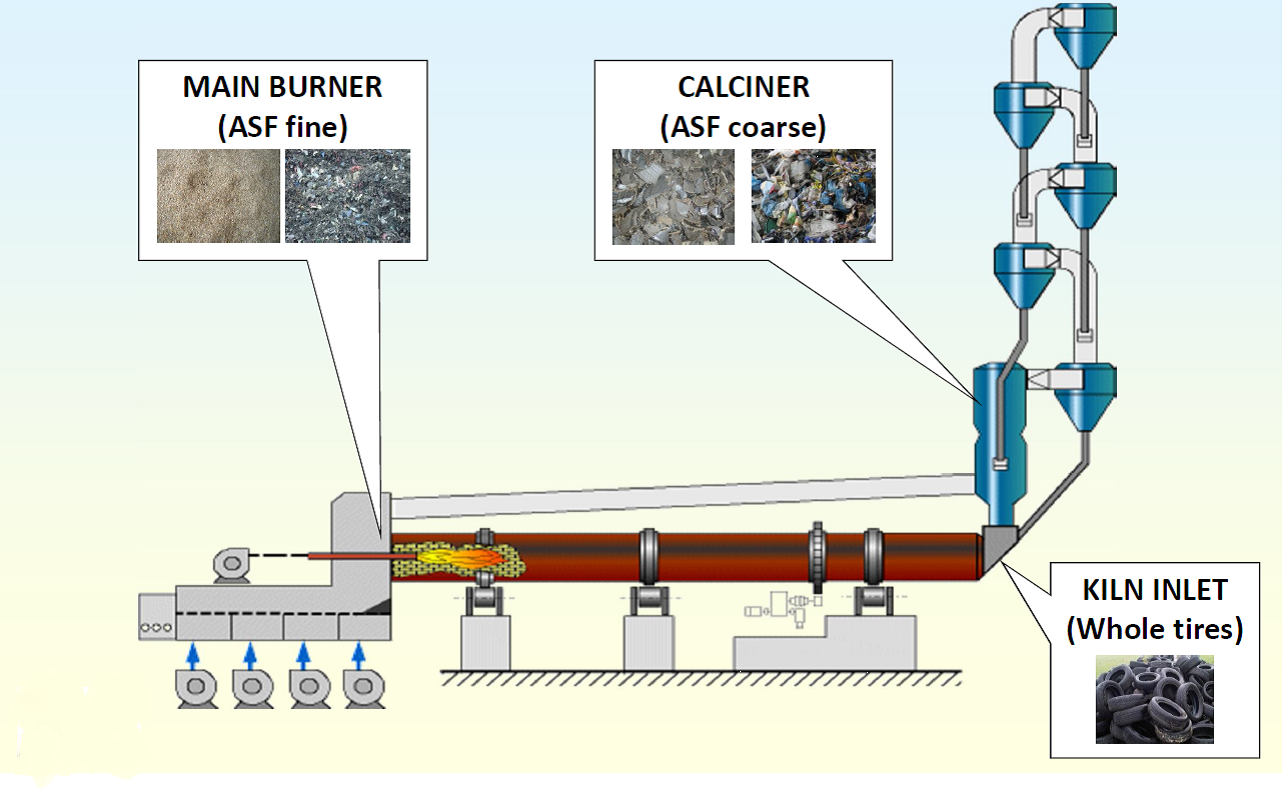 MAIN BURNER
(ASF fine)
CALCINER
(ASF coarse)
KILN INLET
(Whole tires)